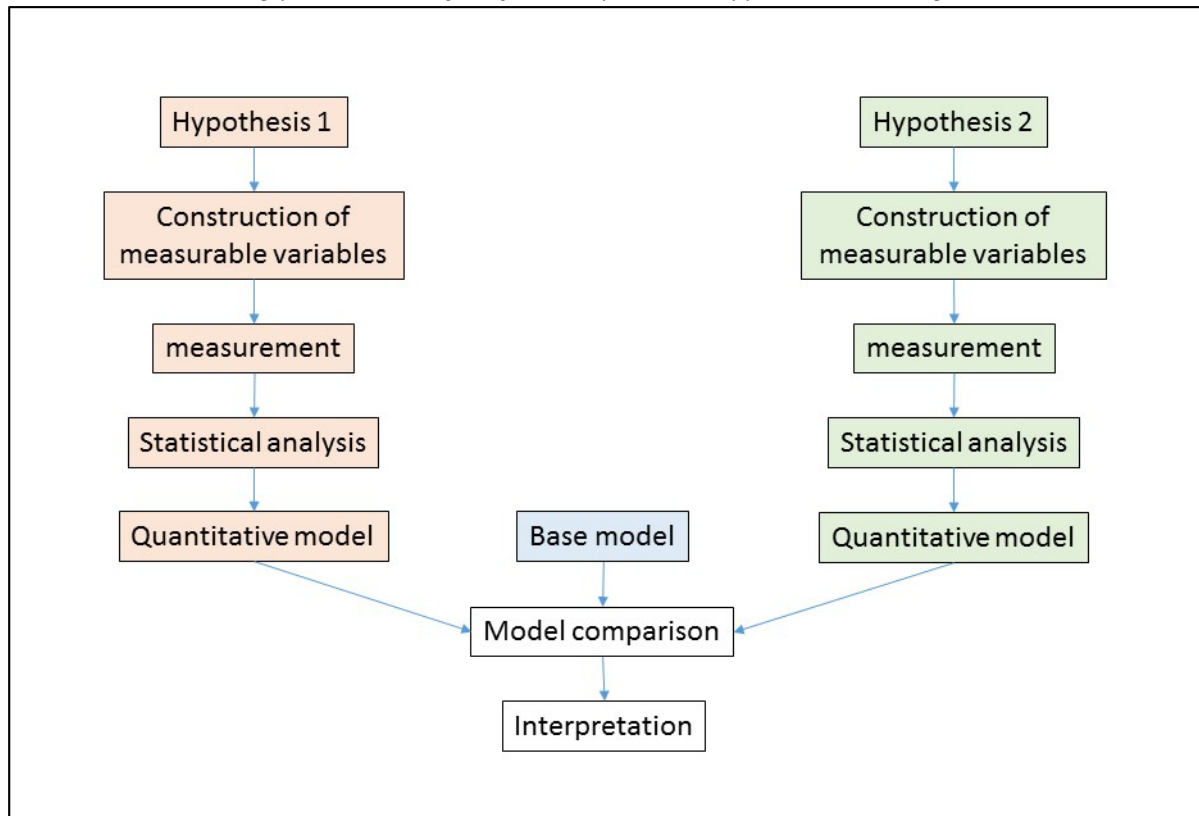 Hypothesis 1
Construction of
measurable variables
measurement
Statistical analysis
Quantitative model
Hypothesis 2
Construction of
measurable variables
measurement
Statistical analysis
Quantitative model
Base model
Model comparison
Interpretation